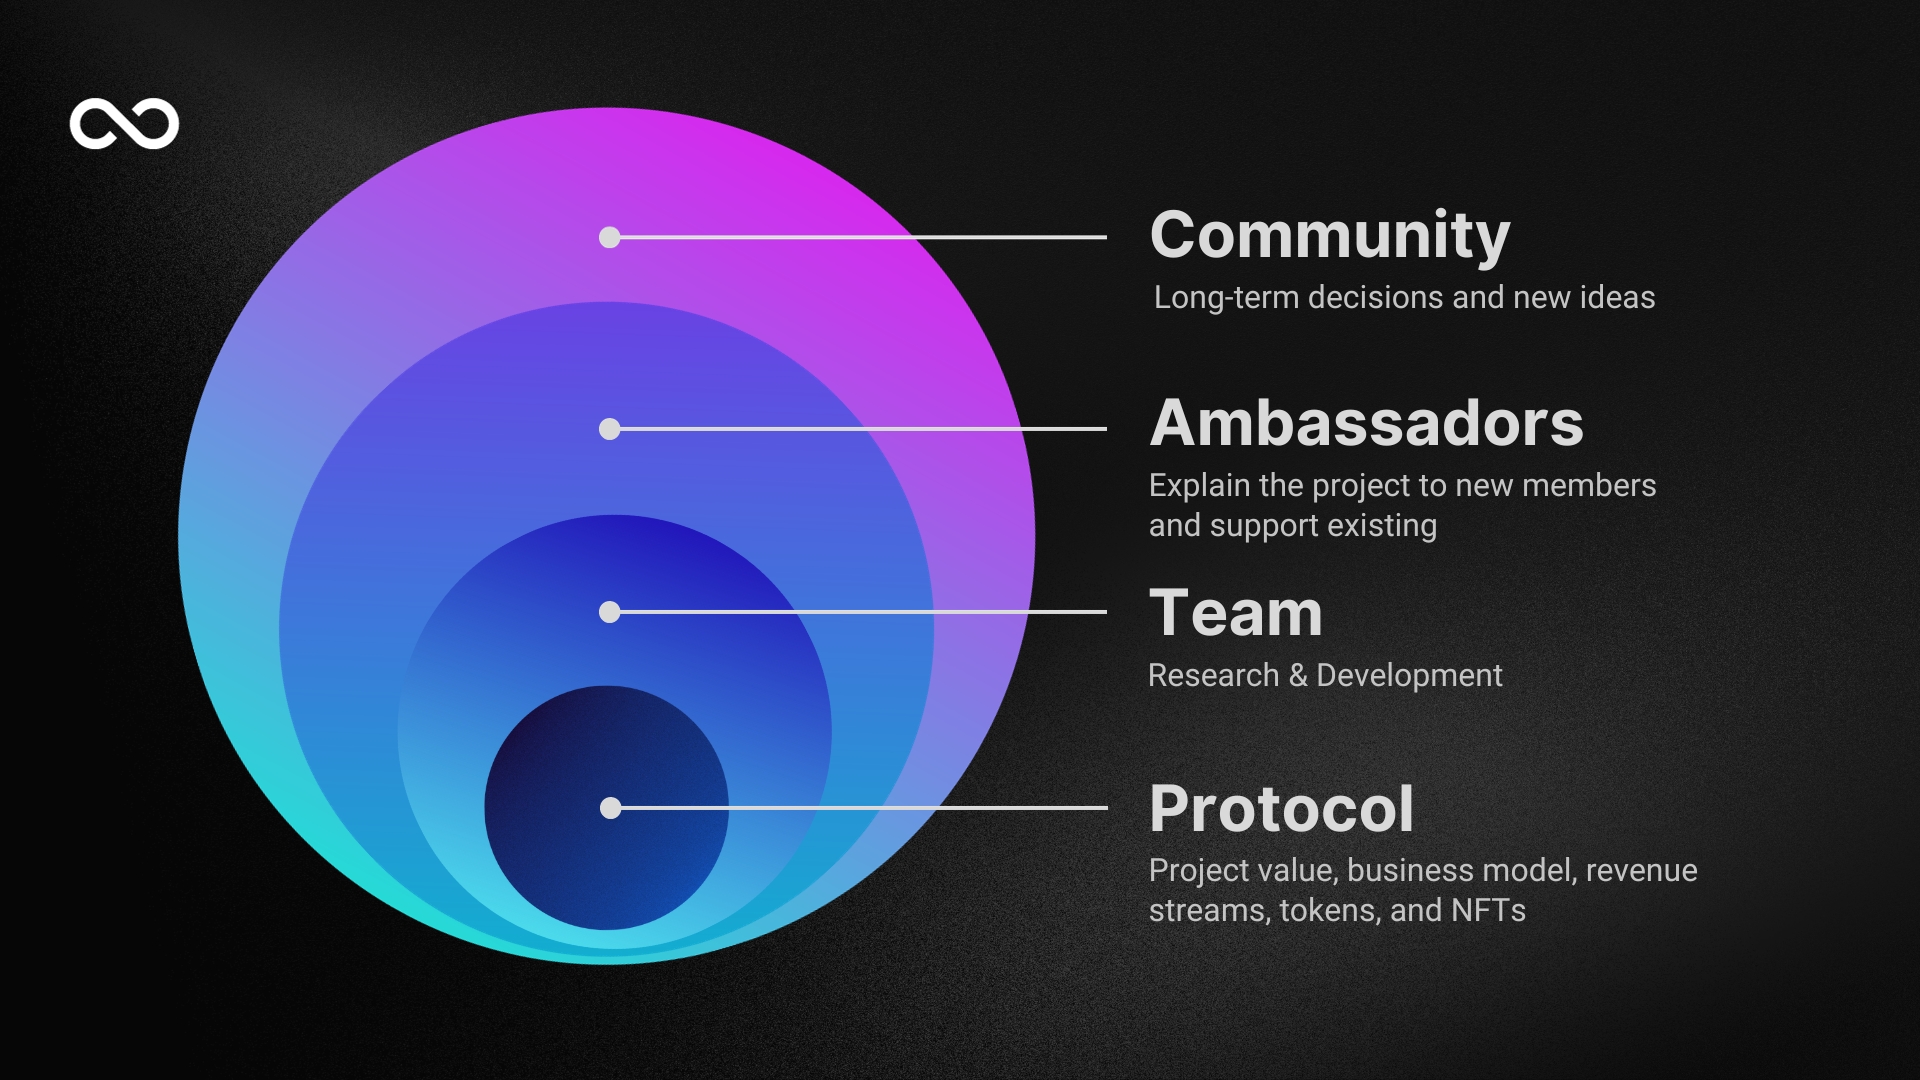 Community
Long-term decisions and new ideas
Ambassadors
Explain the project to new members
and support existing
Team
Research & Development
Protocol
Project value, business model, revenue
streams, tokens, and NFTs